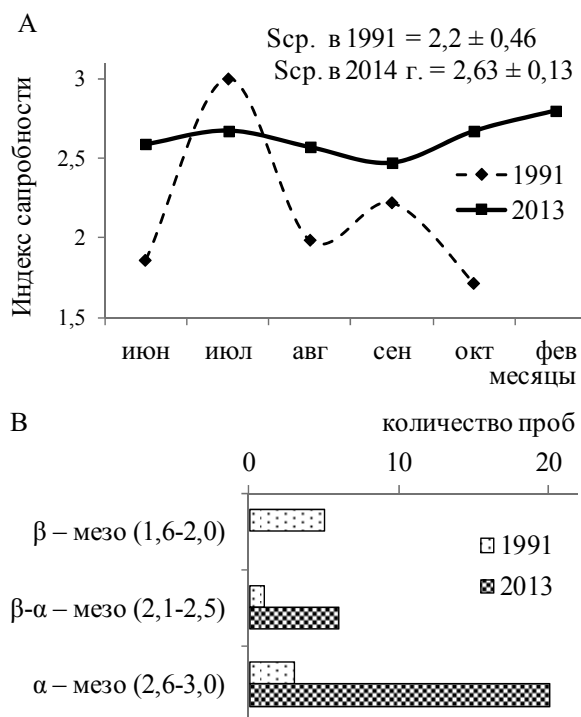 А
Sср. в 1991 = 2,2 ± 0,46
Sср. в 2014 г. = 2,63 ± 0,13
Индекс сапробности
3
2,5
2
1,5
1991
2013
июн июл авг сен окт фев
месяцы
В
количество проб
0 10 20
β – мезо (1,6-2,0)
β-α – мезо (2,1-2,5)
α – мезо (2,6-3,0)
1991
2013